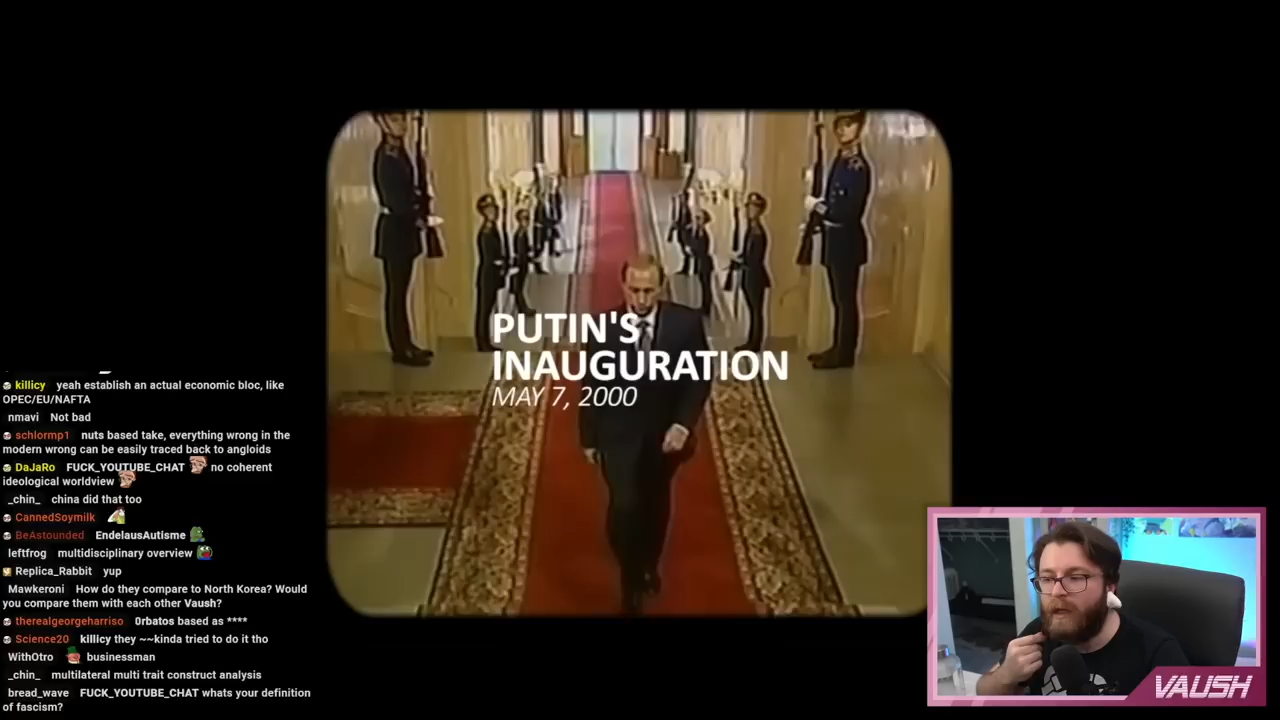 PUTIN'S
INAUGURATION
MAY 7, 2000
killicy yeah establish an actual economic bloc, like
OPEC/EU/NAFTA
nmavi Not bad
schlormp1 nuts based take, everything wrong in the
modern wrong can be easily traced back to angloids
DaJaRo FUCK_YOUTUBE_CHAT no coherent
ideological worldview
_chin_ china did that too
CannedSoymilk
BeAstounded EndelausAutisme
leftfrog multidisciplinary overview
Replica_Rabbit yup
Mawkeroni How do they compare to North Korea? Would
you compare them with each other Vaush?
therealgeorgeharriso 0rbatos based as ****
Science20 killicy they ~~kinda tried to do it tho
WithOtro businessman
_chin_ multilateral multi trait construct analysis
bread_wave FUCK_YOUTUBE_CHAT whats your definition
of fascism?
VAUSH